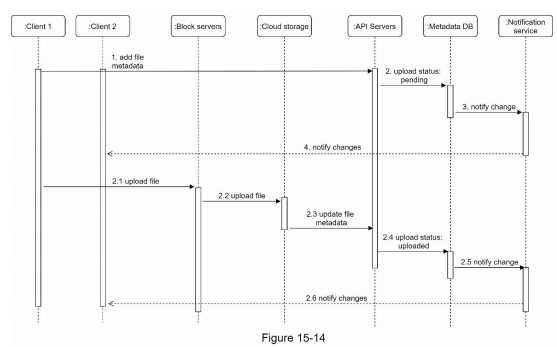 :Client 1
:Client 2
:Block servers
:Cloud storage
:API Servers
:Metadata DB
:Notification
service
1. add file
metadata
2. upload status:
pending
3. notify change
4. notify changes
2.1 upload file
2.2 upload file
2.3 update file
metadata
2.4 upload status:
uploaded
2.5 notify change
2.6 notify changes
Figure 15-14